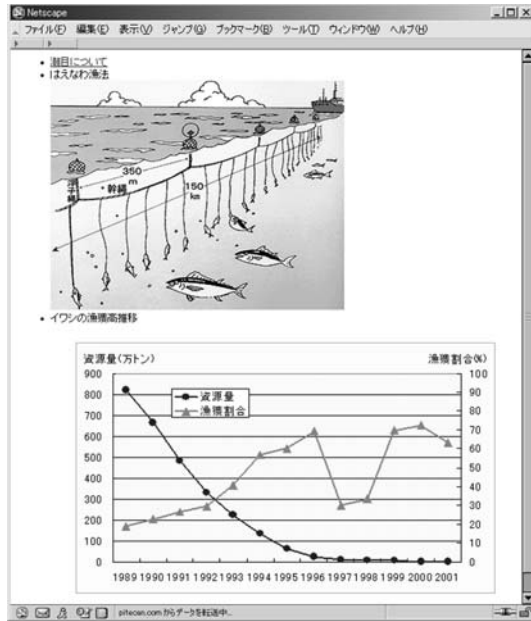 Netscape
ファイル(F) 編集(E) 表示(V) ジャンプ(G) ブックマーク(B) ツール(T) ウィンドウ(W) ヘルプ(H)
潮目について
はえなわ漁法
350
m
幹縄
150
km
イワシの漁獲高推移
資源量(万トン) 漁獲割合(%)
900 100
800 90
700 80
600 70
500 60
400 50
300 40
200 30
100 20
0 10
0
資源量
漁獲割合
1989 1990 1991 1992 1993 1994 1995 1996 1997 1998 1999 2000 2001
pitecan.com からデータを転送中...